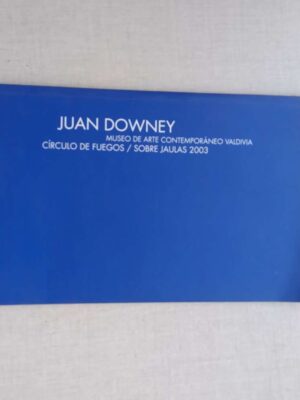 JUAN DOWNEY
MUSEO DE ARTE CONTEMPORÁNEO VALDIVIA
CÍRCULO DE FUEGOS / SOBRE JAULAS 2003